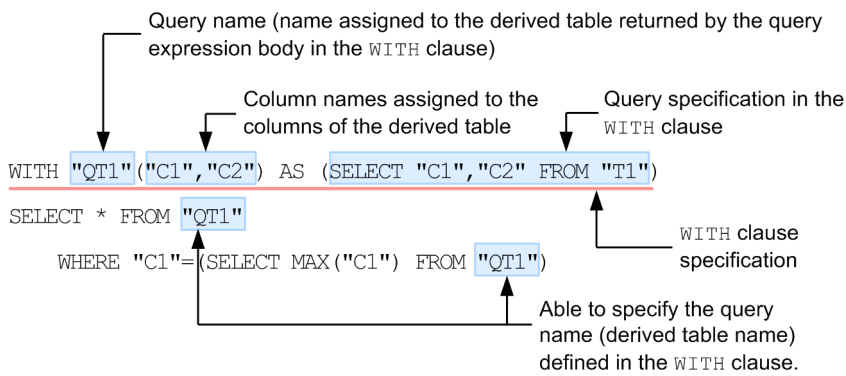 Query name (name assigned to the derived table returned by the query
expression body in the WITH clause)
Column names assigned to the
columns of the derived table
Query specification in the
WITH clause
WITH "QT1"("C1","C2") AS (SELECT "C1","C2" FROM "T1")
SELECT * FROM "QT1"
WHERE "C1"=(SELECT MAX("C1") FROM "QT1")
WITH clause
specification
Able to specify the query
name (derived table name)
defined in the WITH clause.